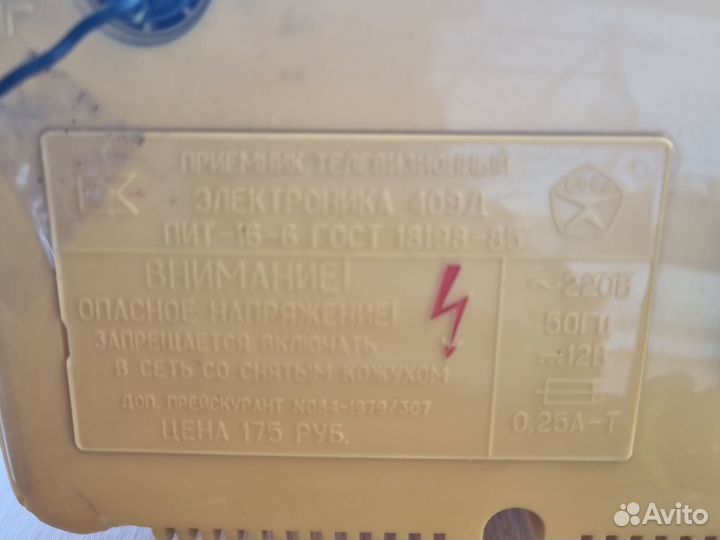 ПРИЕМНИК ТЕЛЕВИЗИОННЫЙ
ЭЛЕКТРОНИКА 409Д
ПИТ-16-6 ГОСТ 18198-85
СССР
ВНИМАНИЕ!
ОПАСНОЕ НАПРЯЖЕНИЕ!
ЗАПРЕЩАЕТСЯ ВКЛЮЧАТЬ
В СЕТЬ СО СНЯТЫМ КОЖУХОМ
ДОП. ПРЕЙСКУРАНТ N084-1979/307
ЦЕНА 175 РУБ.
~220В
50ГЦ
12В
0,25А-Т
Avito